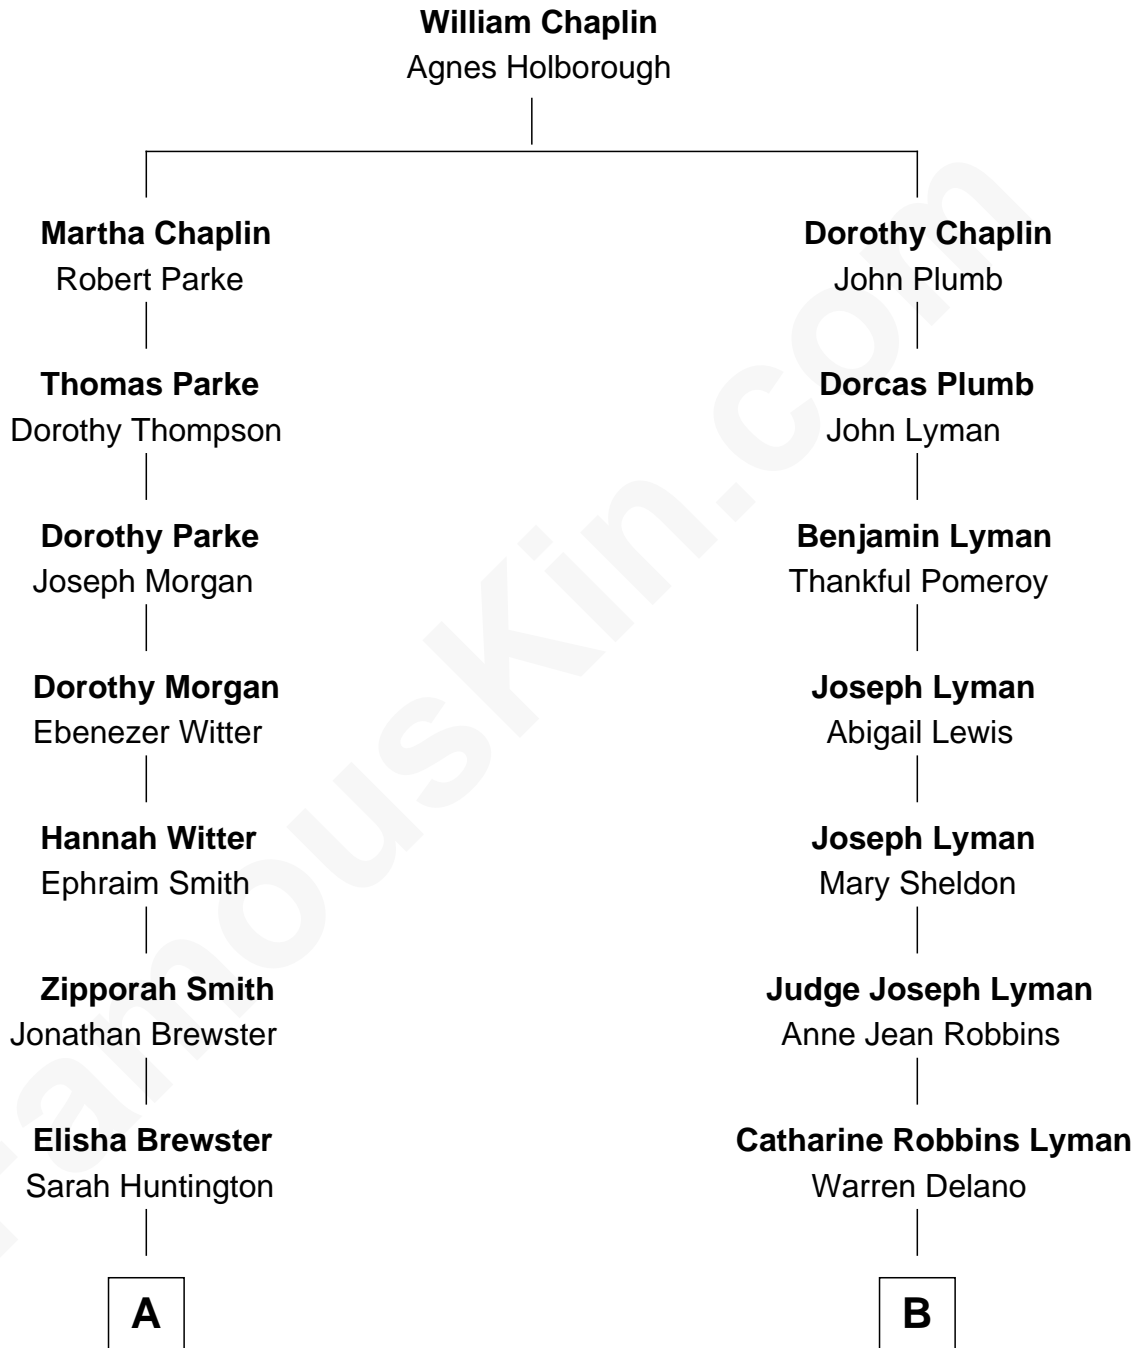 William Chaplin
Agnes Holborough
Martha Chaplin
Robert Parke
Dorothy Chaplin
John Plumb
Thomas Parke
Dorothy Thompson
Dorcas Plumb
John Lyman
Dorothy Parke
Joseph Morgan
Benjamin Lyman
Thankful Pomeroy
Dorothy Morgan
Ebenezer Witter
Joseph Lyman
Abigail Lewis
Hannah Witter
Ephraim Smith
Joseph Lyman
Mary Sheldon
Zipporah Smith
Jonathan Brewster
Judge Joseph Lyman
Anne Jean Robbins
Elisha Brewster
Sarah Huntington
Catharine Robbins Lyman
Warren Delano
A
B
FamousKin.com